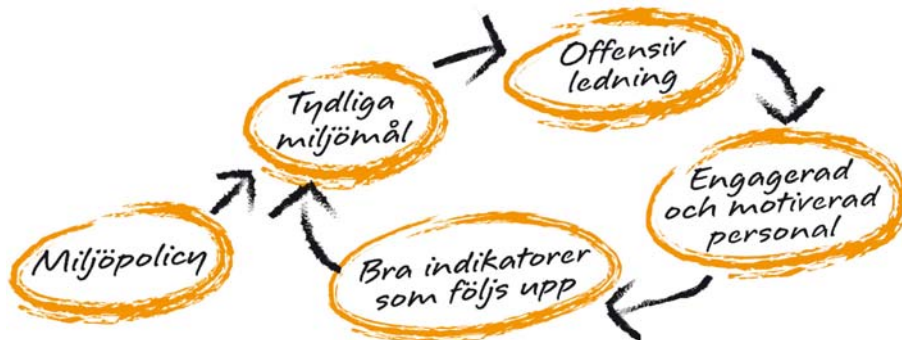 Miljöpolicy
Tydliga
miljömål
Offensiv
ledning
Engagerad
och motiverad
personal
Bra indikatorer
som följs upp